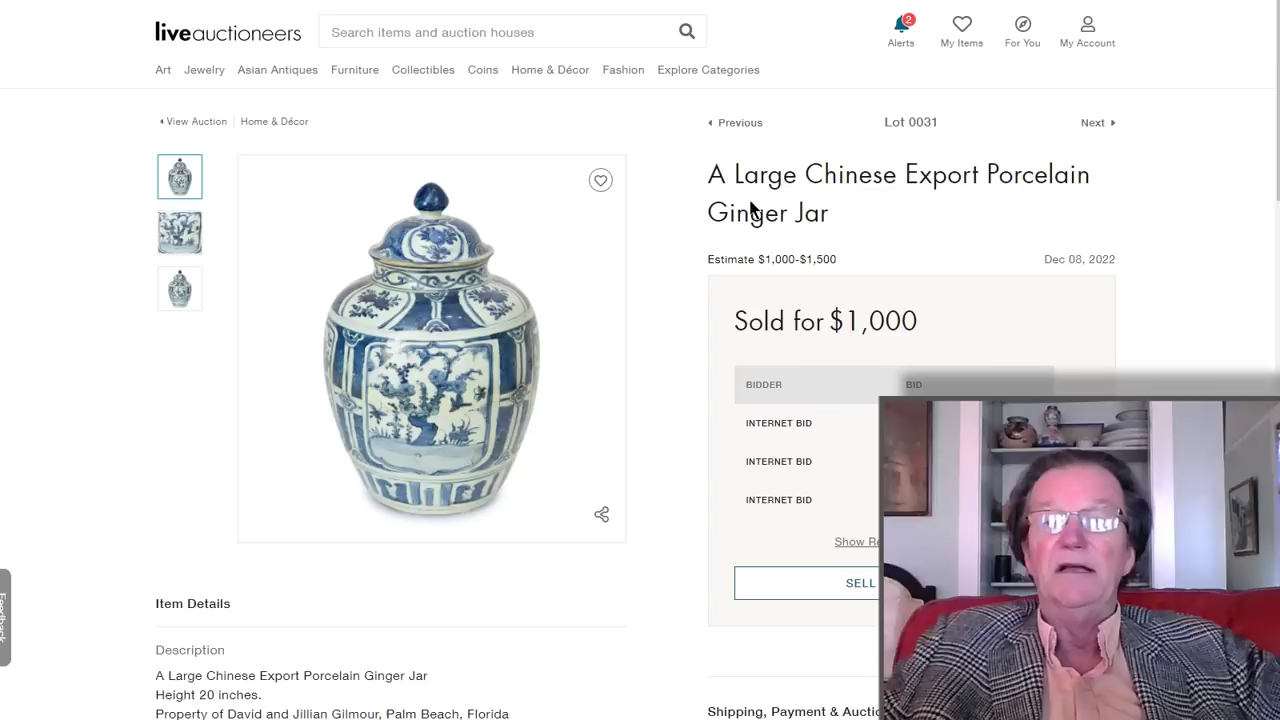 liveauctioneers
Search items and auction houses
2
Alerts
My Items
For You
My Account
Art
Jewelry
Asian Antiques
Furniture
Collectibles
Coins
Home & Décor
Fashion
Explore Categories
View Auction
Home & Décor
Previous
Lot 0031
Next
A Large Chinese Export Porcelain
Ginger Jar
Estimate $1,000-$1,500
Dec 08, 2022
Sold for $1,000
BIDDER
BID
INTERNET BID
INTERNET BID
INTERNET BID
Show Re
SELL
Feedback
Item Details
Description
A Large Chinese Export Porcelain Ginger Jar
Height 20 inches.
Property of David and Jillian Gilmour, Palm Beach, Florida
Shipping, Payment & Auctio